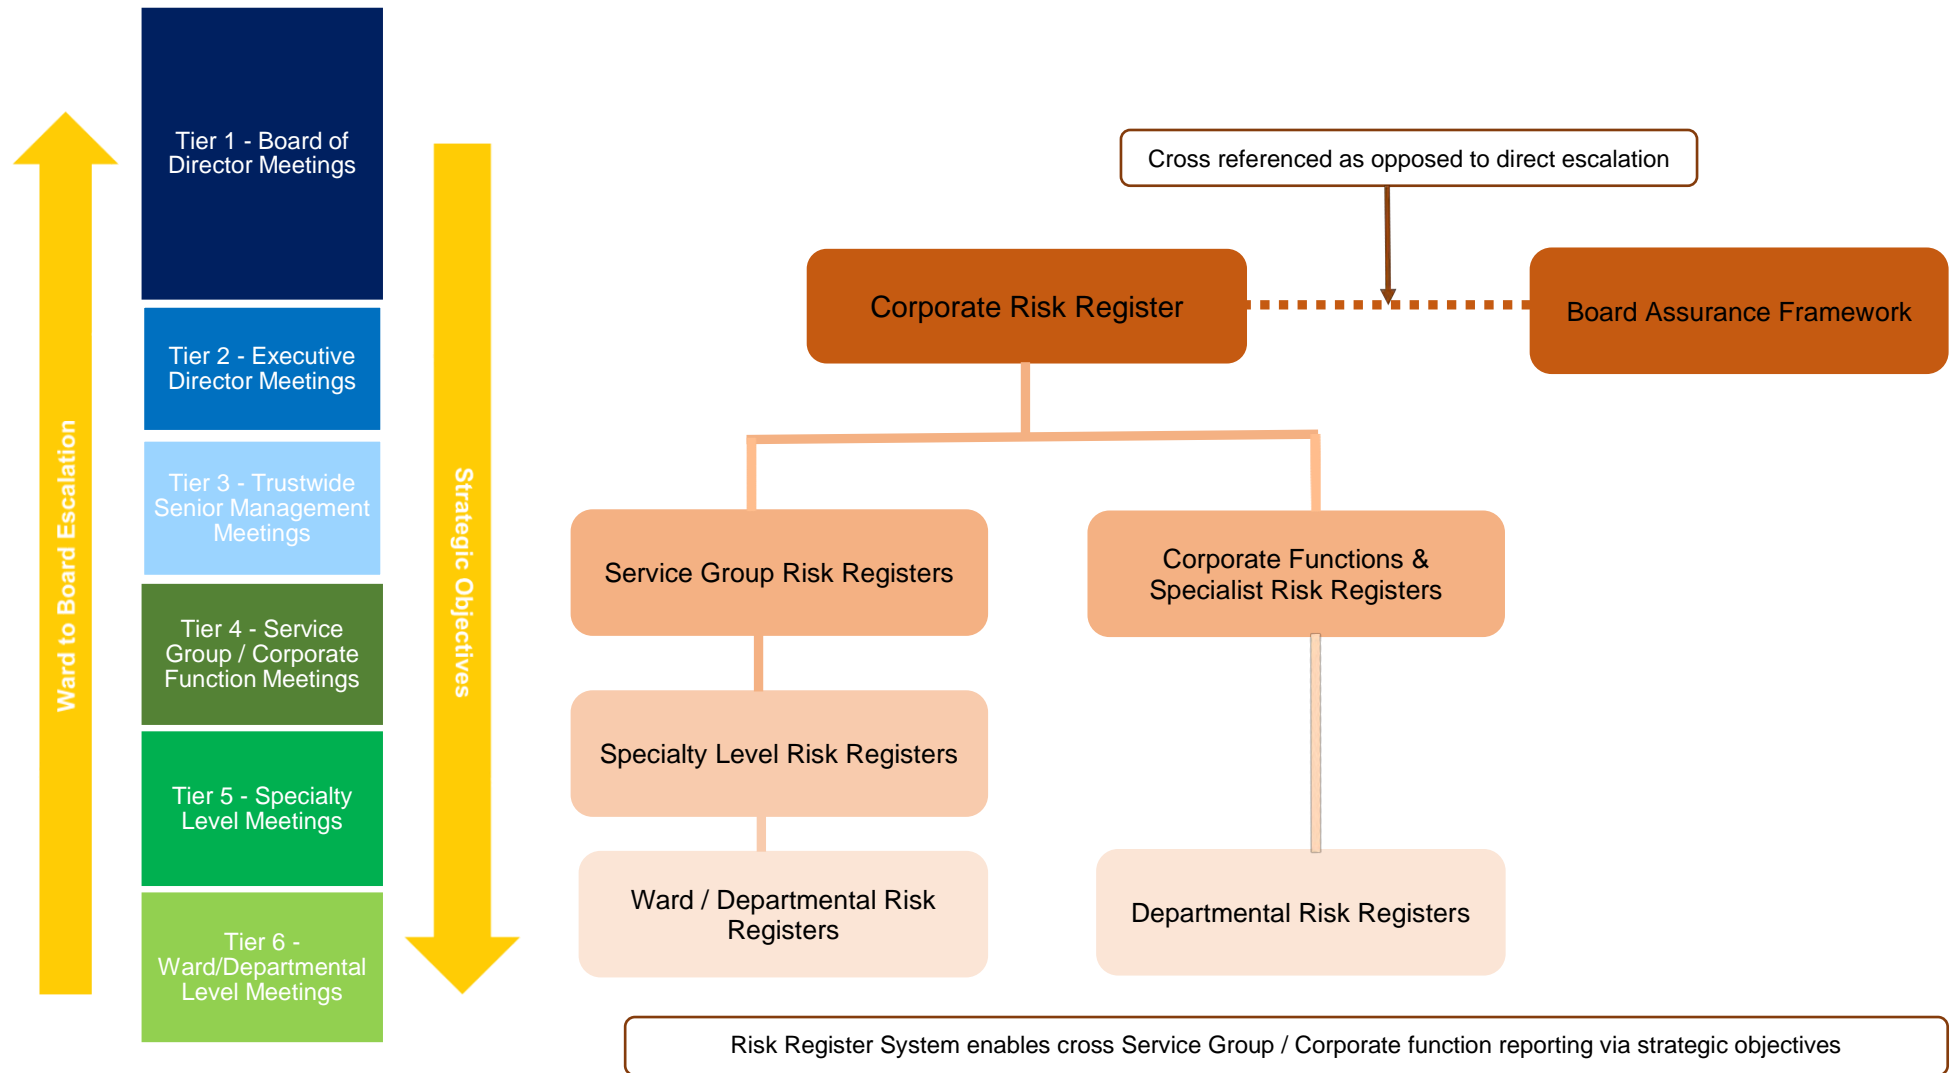 Ward to Board Escalation
Tier 1 - Board of
Director Meetings
Tier 2 - Executive
Director Meetings
Tier 3 - Trustwide
Senior Management
Meetings
Tier 4 - Service
Group / Corporate
Function Meetings
Tier 5 - Specialty
Level Meetings
Tier 6 -
Ward/Departmental
Level Meetings
Strategic Objectives
Cross referenced as opposed to direct escalation
Corporate Risk Register
Board Assurance Framework
Service Group Risk Registers
Corporate Functions &
Specialist Risk Registers
Specialty Level Risk Registers
Ward / Departmental Risk
Registers
Departmental Risk Registers
Risk Register System enables cross Service Group / Corporate function reporting via strategic objectives